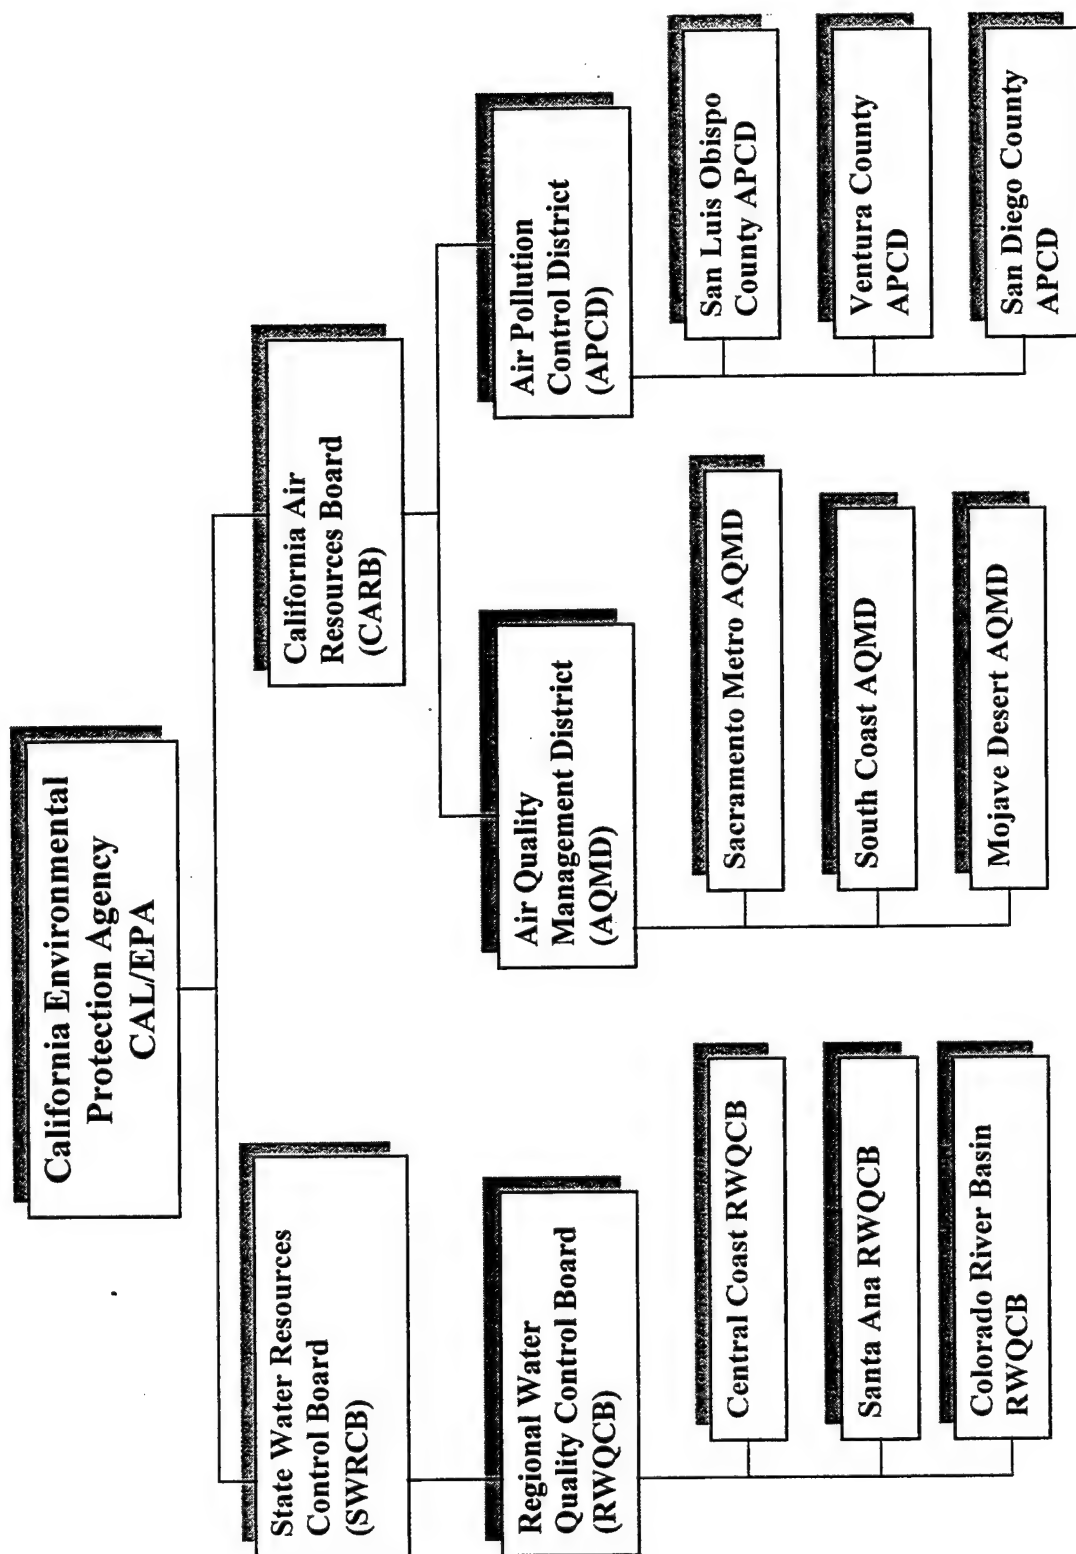 California Environmental
Protection Agency
CAL/EPA
State Water Resources
Control Board
(SWRCB)
California Air
Resources Board
(CARB)
Regional Water
Quality Control Board
(RWQCB)
Air Quality
Management District
(AQMD)
Air Pollution
Control District
(APCD)
Central Coast RWQCB
Santa Ana RWQCB
Colorado River Basin
RWQCB
Sacramento Metro AQMD
South Coast AQMD
Mojave Desert AQMD
San Luis Obispo
County APCD
Ventura County
APCD
San Diego County
APCD